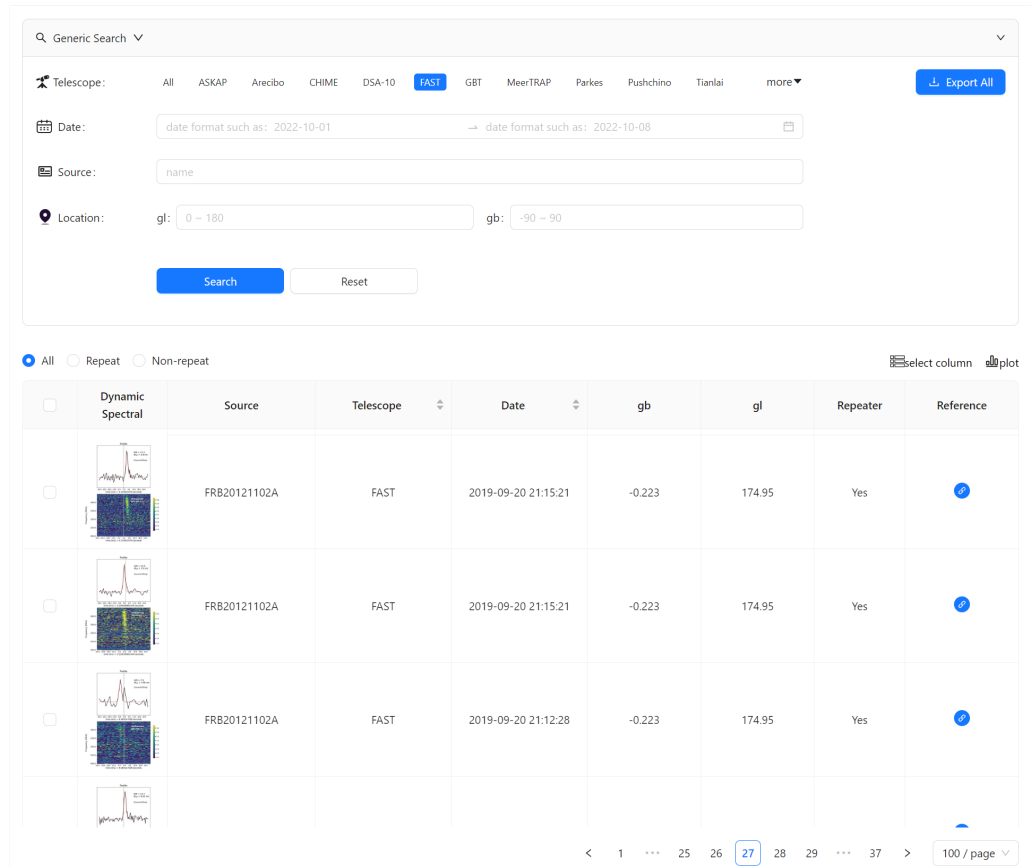 Generic Search
Telescope: All ASKAP Arecibo CHIME DSA-10 FAST GBT MeerTRAP Parkes Pushchino Tianlai more Export All
Date: date format such as: 2022-10-01 → date format such as: 2022-10-08
Source: name
Location: gl: 0 ~ 180 gb: -90 ~ 90
Search Reset
All Repeat Non-repeat select column plot
Dynamic Spectral Source Telescope Date gb gl Repeater Reference
FRB20121102A FAST 2019-09-20 21:15:21 -0.223 174.95 Yes
FRB20121102A FAST 2019-09-20 21:15:21 -0.223 174.95 Yes
FRB20121102A FAST 2019-09-20 21:12:28 -0.223 174.95 Yes
< 1 ••• 25 26 27 28 29 ••• 37 > 100 / page